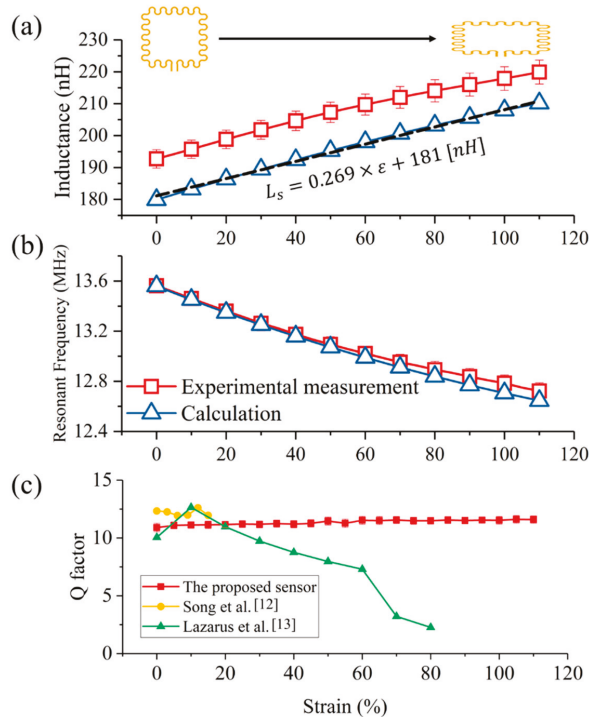 (a)
Inductance (nH)
230
220
210
200
190
180
L_s = 0.269 × ε + 181 [nH]
0 20 40 60 80 100 120
(b)
Resonant Frequency (MHz)
13.6
13.2
12.8
12.4
Experimental measurement
Calculation
0 20 40 60 80 100 120
(c)
Q factor
15
10
5
0
The proposed sensor
Song et al.[12]
Lazarus et al.[13]
0 20 40 60 80 100 120
Strain (%)